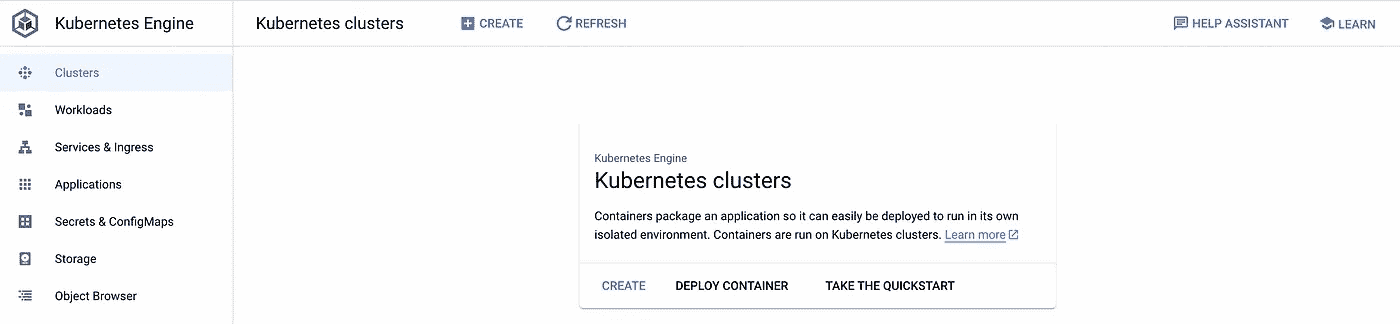 Kubernetes Engine
Kubernetes clusters
CREATE
REFRESH
HELP ASSISTANT
LEARN
Clusters
Workloads
Services & Ingress
Applications
Secrets & ConfigMaps
Storage
Object Browser
Kubernetes Engine
Kubernetes clusters
Containers package an application so it can easily be deployed to run in its own
isolated environment. Containers are run on Kubernetes clusters. Learn more
CREATE
DEPLOY CONTAINER
TAKE THE QUICKSTART